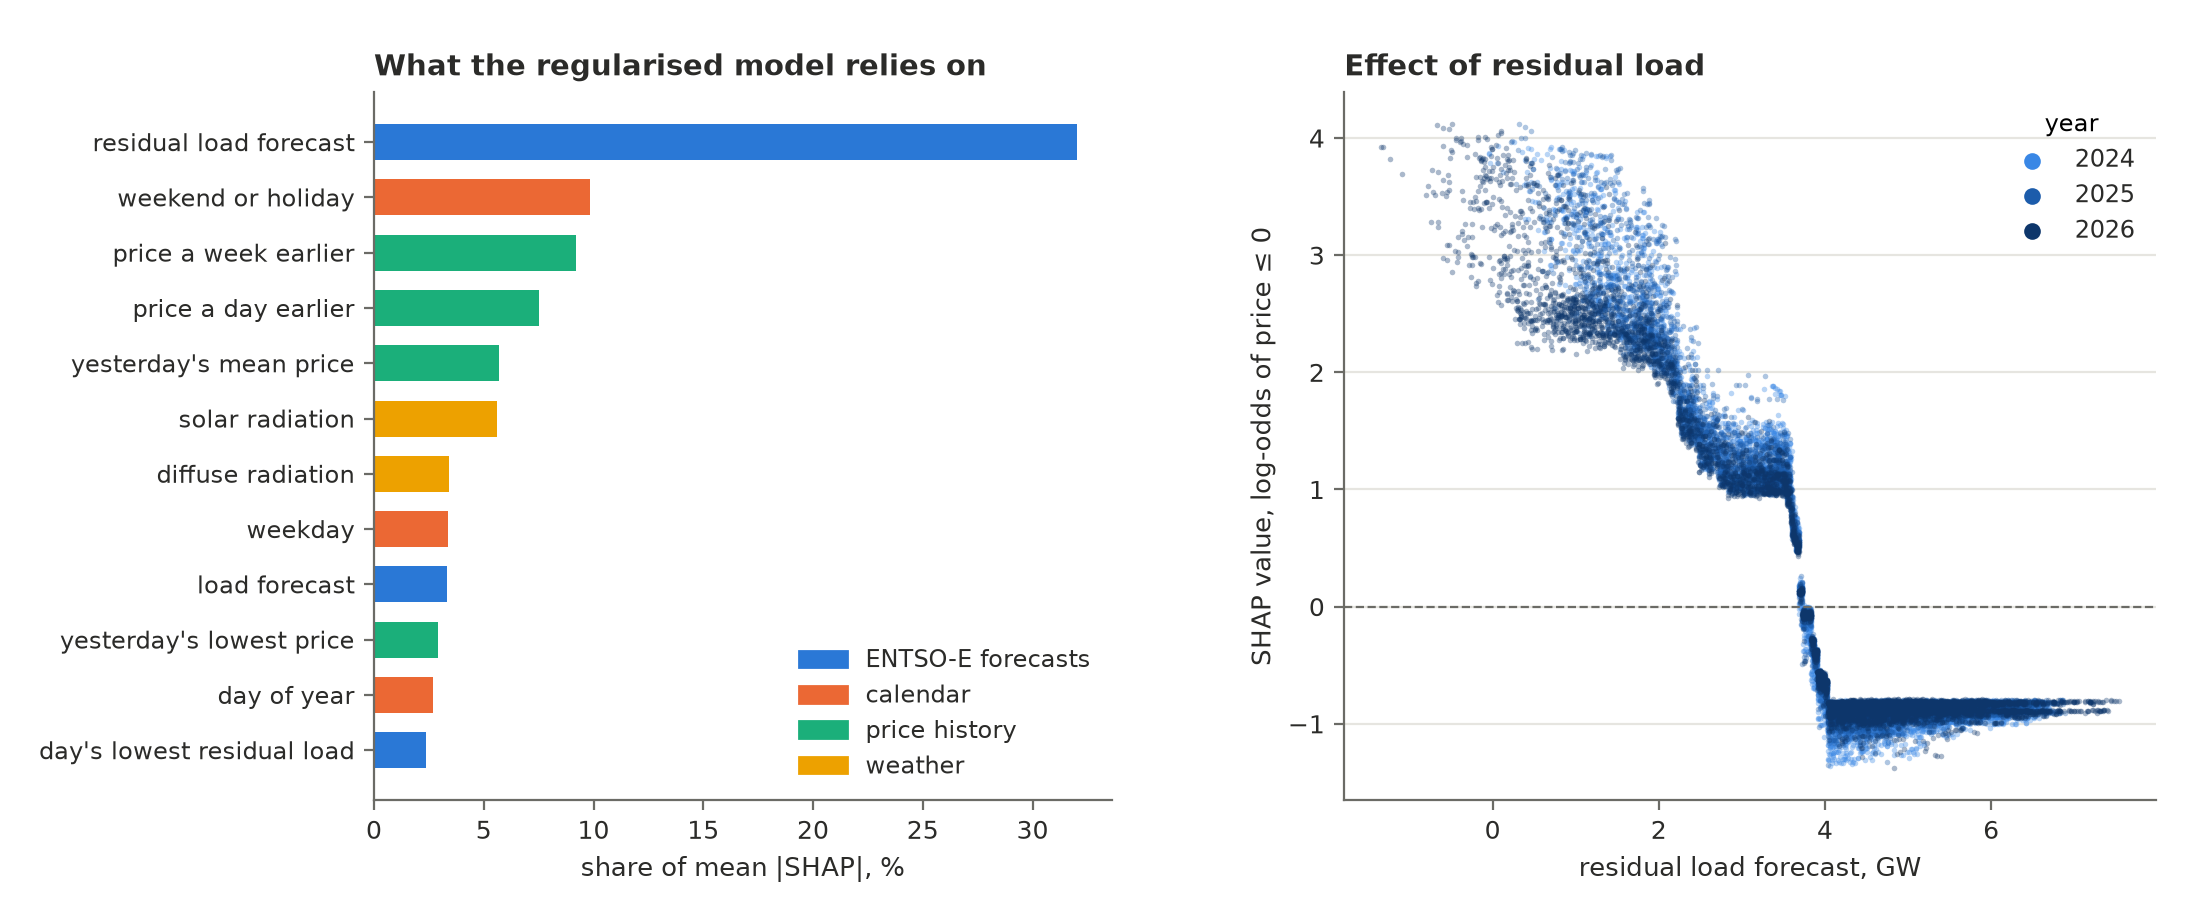 What the regularised model relies on
residual load forecast
weekend or holiday
price a week earlier
price a day earlier
yesterday's mean price
solar radiation
diffuse radiation
weekday
load forecast
yesterday's lowest price
day of year
day's lowest residual load
ENTSO-E forecasts
calendar
price history
weather
0 5 10 15 20 25 30
share of mean |SHAP|, %
Effect of residual load
SHAP value, log-odds of price ≤ 0
4
3
2
1
0
−1
year
2024
2025
2026
0 2 4 6
residual load forecast, GW